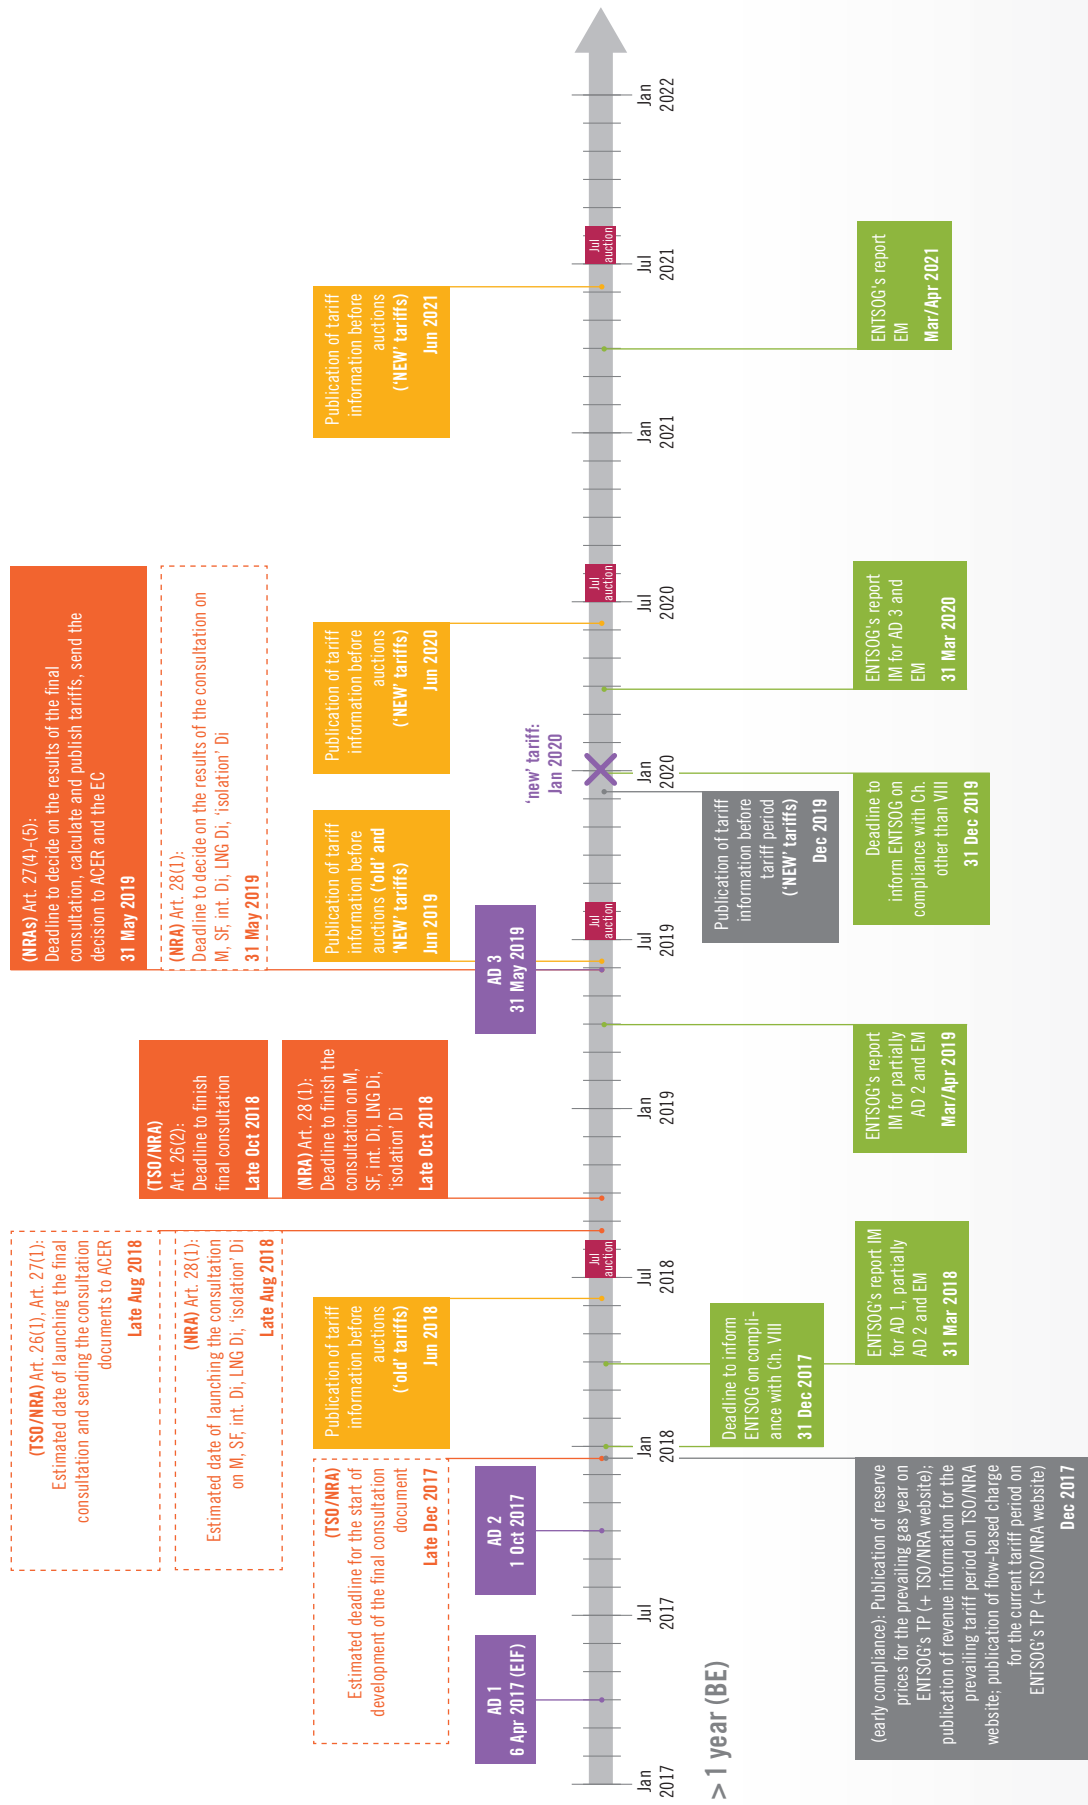 (NRAs) Art. 27(4)-(5):
Deadline to decide on the results of the final
consultation, calculate and publish tariffs, send the
decision to ACER and the EC
31 May 2019
(NRA) Art. 28(1):
Deadline to decide on the results of the consultation on
M, SF, int. Di, LNG Di, 'isolation' Di
31 May 2019
(TSO/NRA) Art. 26(1), Art. 27(1):
Estimated date of launching the final
consultation and sending the consultation
documents to ACER
Late Aug 2018
(NRA) Art. 28(1):
Estimated date of launching the consultation
on M, SF, int. Di, LNG Di, 'isolation' Di
Late Aug 2018
(TSO/NRA)
Art. 26(2):
Deadline to finish
final consultation
Late Oct 2018
(NRA) Art. 28 (1):
Deadline to finish the
consultation on M,
SF, int. Di, LNG Di,
'isolation' Di
Late Oct 2018
(TSO/NRA)
Estimated deadline for the start of
development of the final consultation
document
Late Dec 2017
Publication of tariff
information before
auctions
('old' tariffs)
Jun 2018
Publication of tariff
information before
auctions ('old' and
'NEW' tariffs)
Jun 2019
Publication of tariff
information before
auctions
('NEW' tariffs)
Jun 2020
Publication of tariff
information before
auctions
('NEW' tariffs)
Jun 2021
AD 1
6 Apr 2017 (EIF)
AD 2
1 Oct 2017
AD 3
31 May 2019
'new' tariff:
Jan 2020
Jul
auction
Jul
auction
Jul
auction
Jul
auction
Jan
2017
Jul
2017
Jan
2018
Jul
2018
Jan
2019
Jul
2019
Jan
2020
Jul
2020
Jan
2021
Jul
2021
Jan
2022
> 1 year (BE)
Deadline to inform
ENTSOG on compli-
ance with Ch. VIII
31 Dec 2017
Publication of tariff
information before
tariff period
('NEW' tariffs)
Dec 2019
(early compliance): Publication of reserve
prices for the prevailing gas year on
ENTSOG's TP (+ TSO/NRA website);
publication of revenue information for the
prevailing tariff period on TSO/NRA
website; publication of flow-based charge
for the current tariff period on
ENTSOG's TP (+ TSO/NRA website)
Dec 2017
ENTSOG's report IM
for AD 1, partially
AD 2 and EM
31 Mar 2018
ENTSOG's report
IM for partially
AD 2 and EM
Mar/Apr 2019
Deadline to
inform ENTSOG on
compliance with Ch.
other than VIII
31 Dec 2019
ENTSOG's report
IM for AD 3 and
EM
31 Mar 2020
ENTSOG's report
EM
Mar/Apr 2021